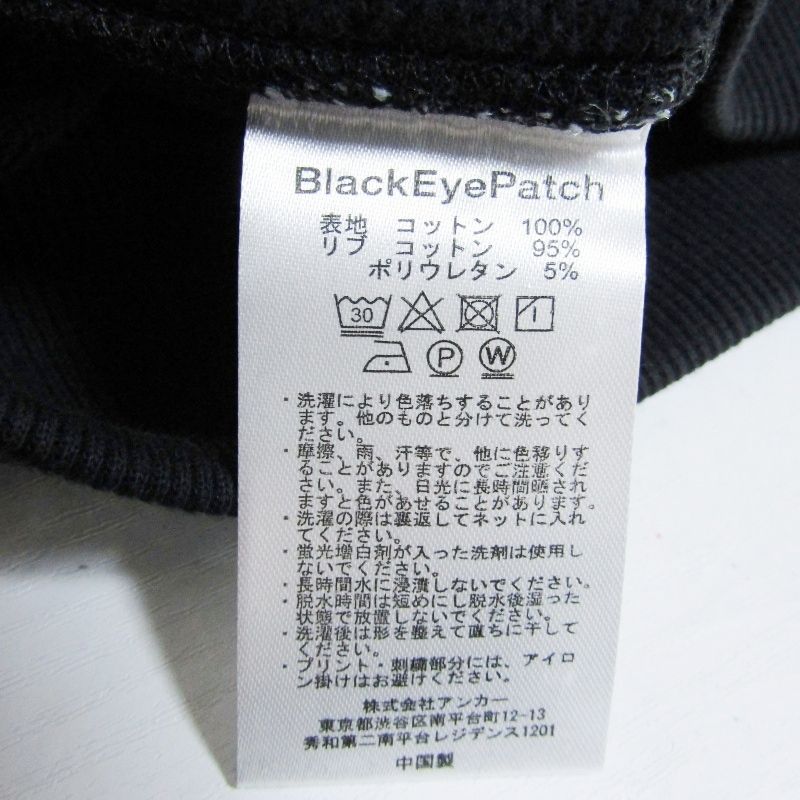 BlackEyePatch
表地 コットン 100%
リブ コットン 95%
ポリウレタン 5%
30
P W
・洗濯により色落ちすることがあり
ます。他のものと分けて洗ってく
ださい。
・摩擦、雨、汗等で、他に色移りす
ることがありますのでご注意くだ
さい。また、日光に長時間晒され
ますと色があせることがあります。
・洗濯の際は裏返してネットに入れ
てください。
・蛍光増白剤が入った洗剤は使用し
ないでください。
・長時間水に浸漬しないでください。
・脱水時間は短めにし脱水後湿った
状態で放置しないでください。
・洗濯後は形を整えて直ちに干して
ください。
・プリント・刺繍部分には、アイロ
ン掛けはお避けください。
株式会社アンカー
東京都渋谷区南平台町12-13
秀和第二南平台レジデンス1201
中国製